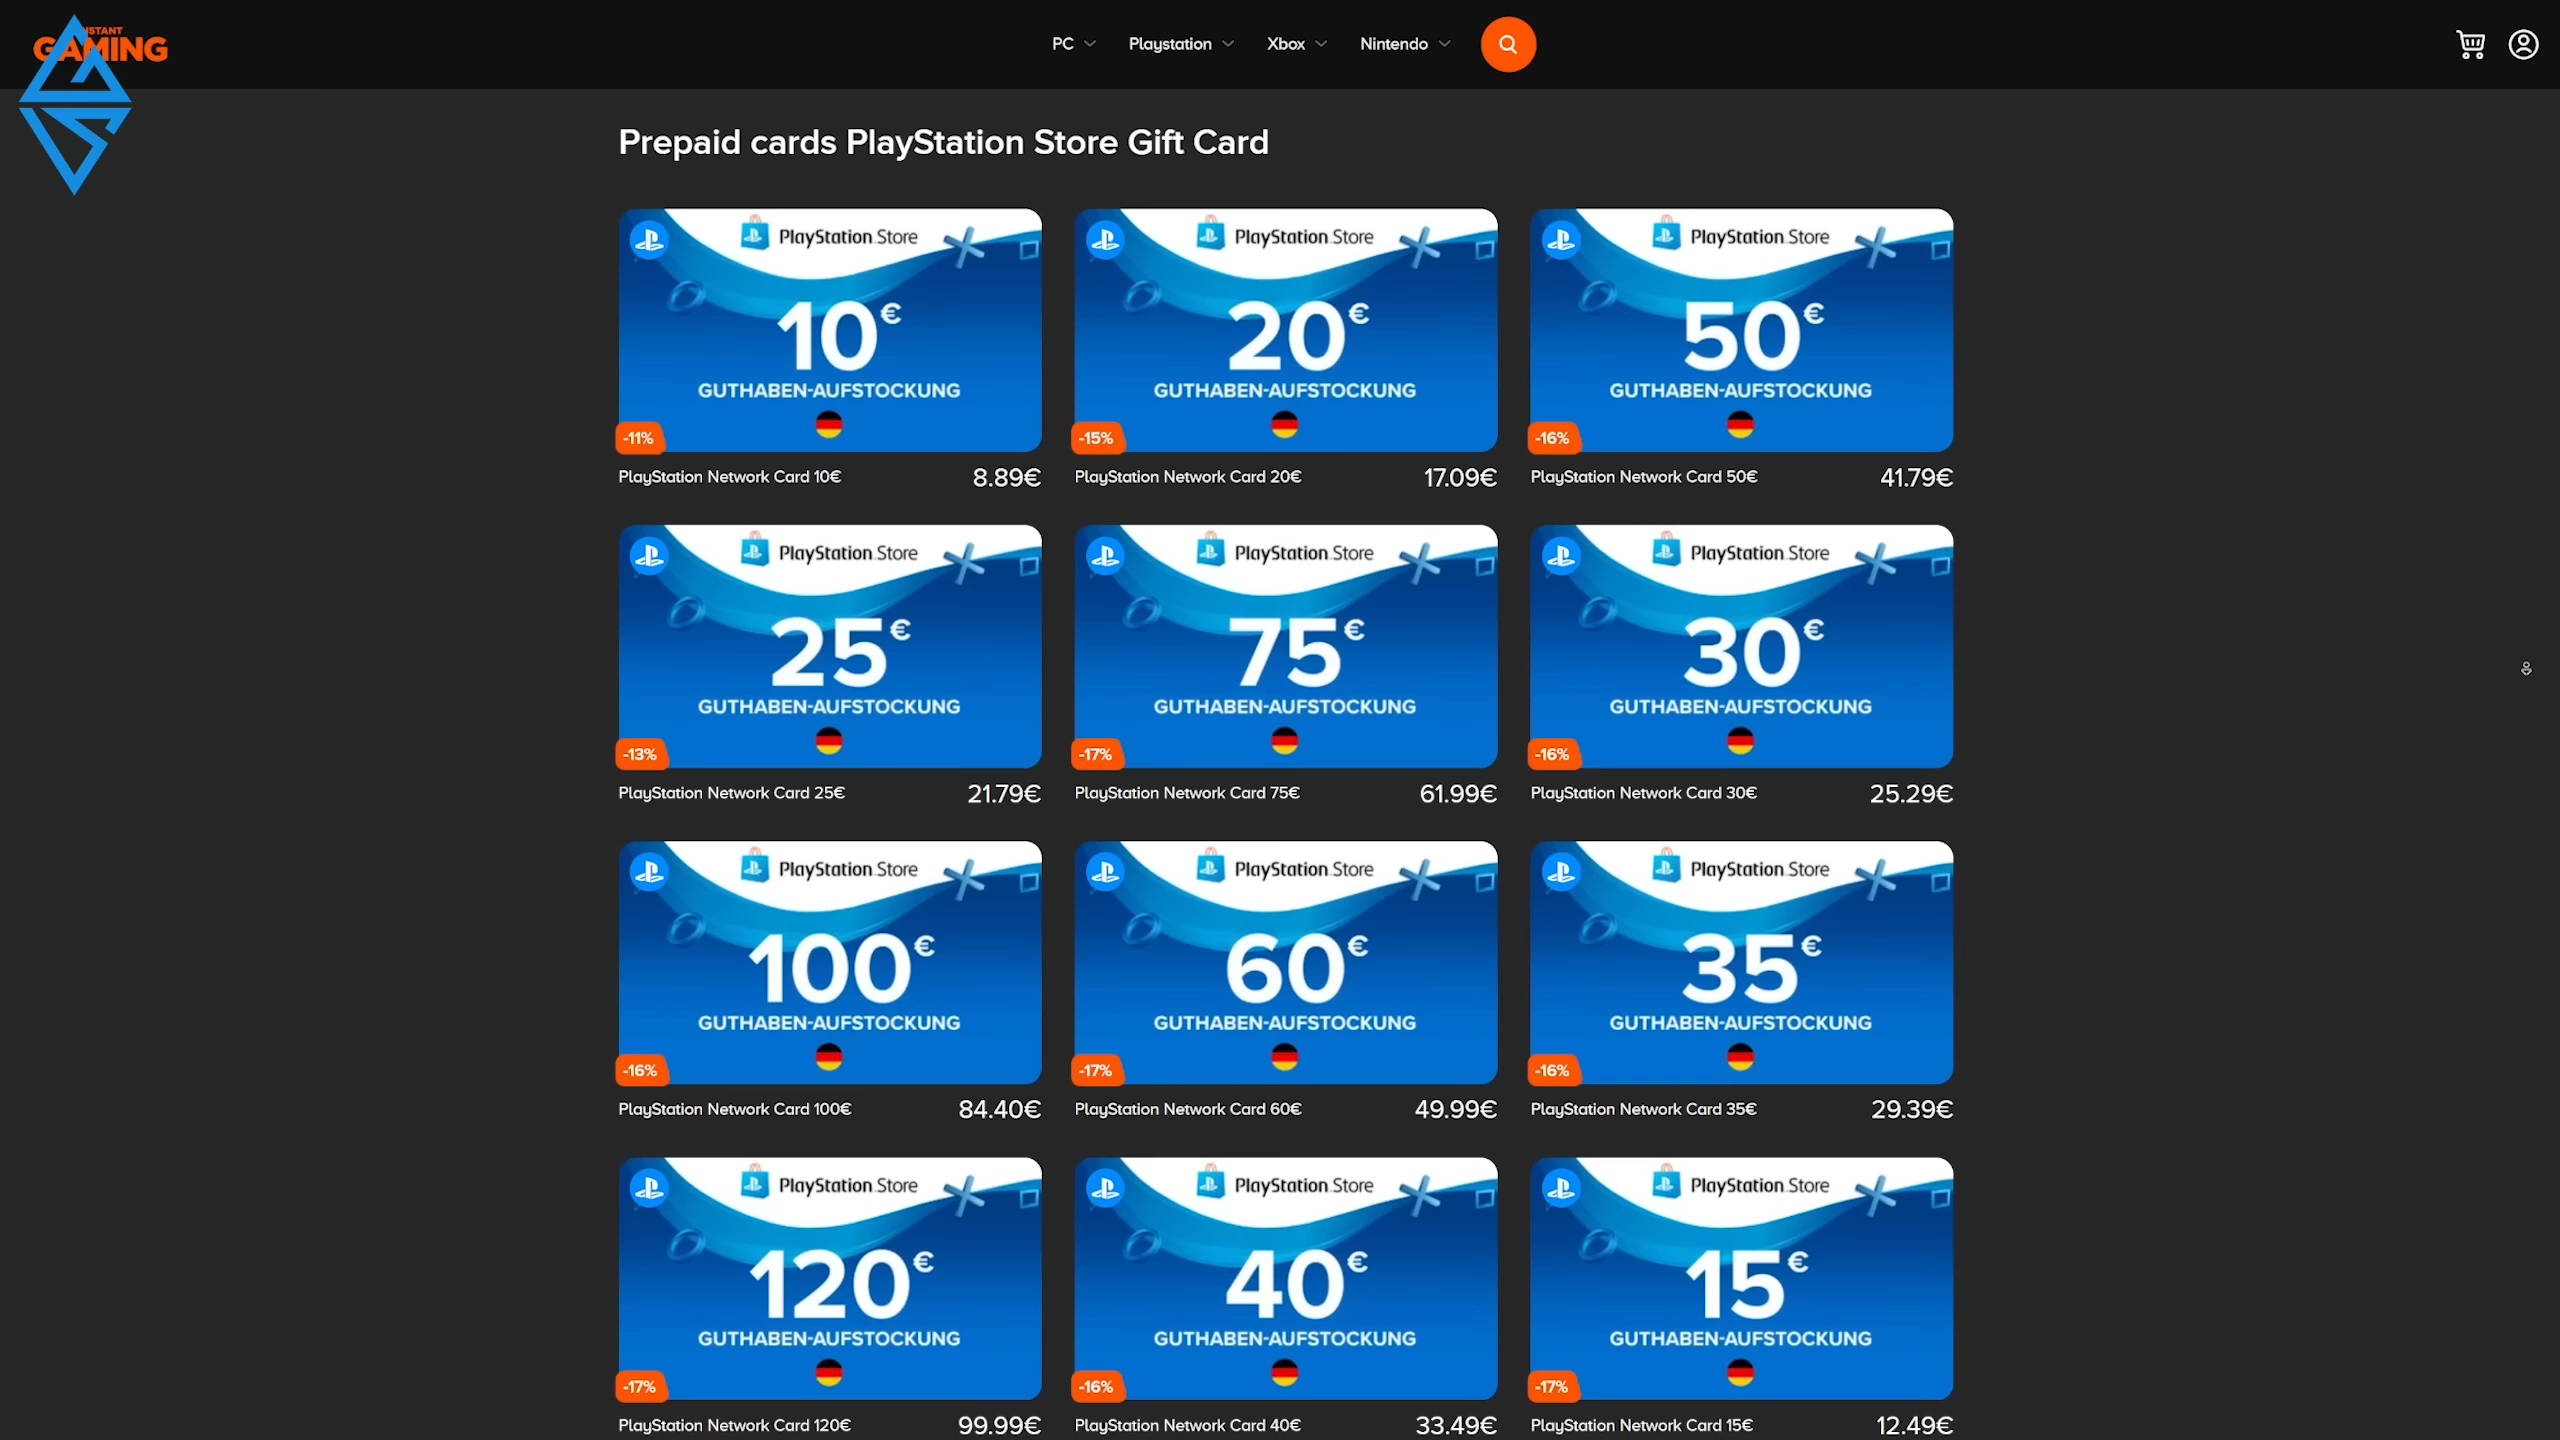 GAMING
PC Playstation Xbox Nintendo
Prepaid cards PlayStation Store Gift Card
PlayStation Store
10€
GUTHABEN-AUFSTOCKUNG
-11%
PlayStation Network Card 10€ 8.89€
PlayStation Store
20€
GUTHABEN-AUFSTOCKUNG
-15%
PlayStation Network Card 20€ 17.09€
PlayStation Store
50€
GUTHABEN-AUFSTOCKUNG
-16%
PlayStation Network Card 50€ 41.79€
PlayStation Store
25€
GUTHABEN-AUFSTOCKUNG
-13%
PlayStation Network Card 25€ 21.79€
PlayStation Store
75€
GUTHABEN-AUFSTOCKUNG
-17%
PlayStation Network Card 75€ 61.99€
PlayStation Store
30€
GUTHABEN-AUFSTOCKUNG
-16%
PlayStation Network Card 30€ 25.29€
PlayStation Store
100€
GUTHABEN-AUFSTOCKUNG
-16%
PlayStation Network Card 100€ 84.40€
PlayStation Store
60€
GUTHABEN-AUFSTOCKUNG
-17%
PlayStation Network Card 60€ 49.99€
PlayStation Store
35€
GUTHABEN-AUFSTOCKUNG
-16%
PlayStation Network Card 35€ 29.39€
PlayStation Store
120€
GUTHABEN-AUFSTOCKUNG
-17%
PlayStation Network Card 120€ 99.99€
PlayStation Store
40€
GUTHABEN-AUFSTOCKUNG
-16%
PlayStation Network Card 40€ 33.49€
PlayStation Store
15€
GUTHABEN-AUFSTOCKUNG
-17%
PlayStation Network Card 15€ 12.49€